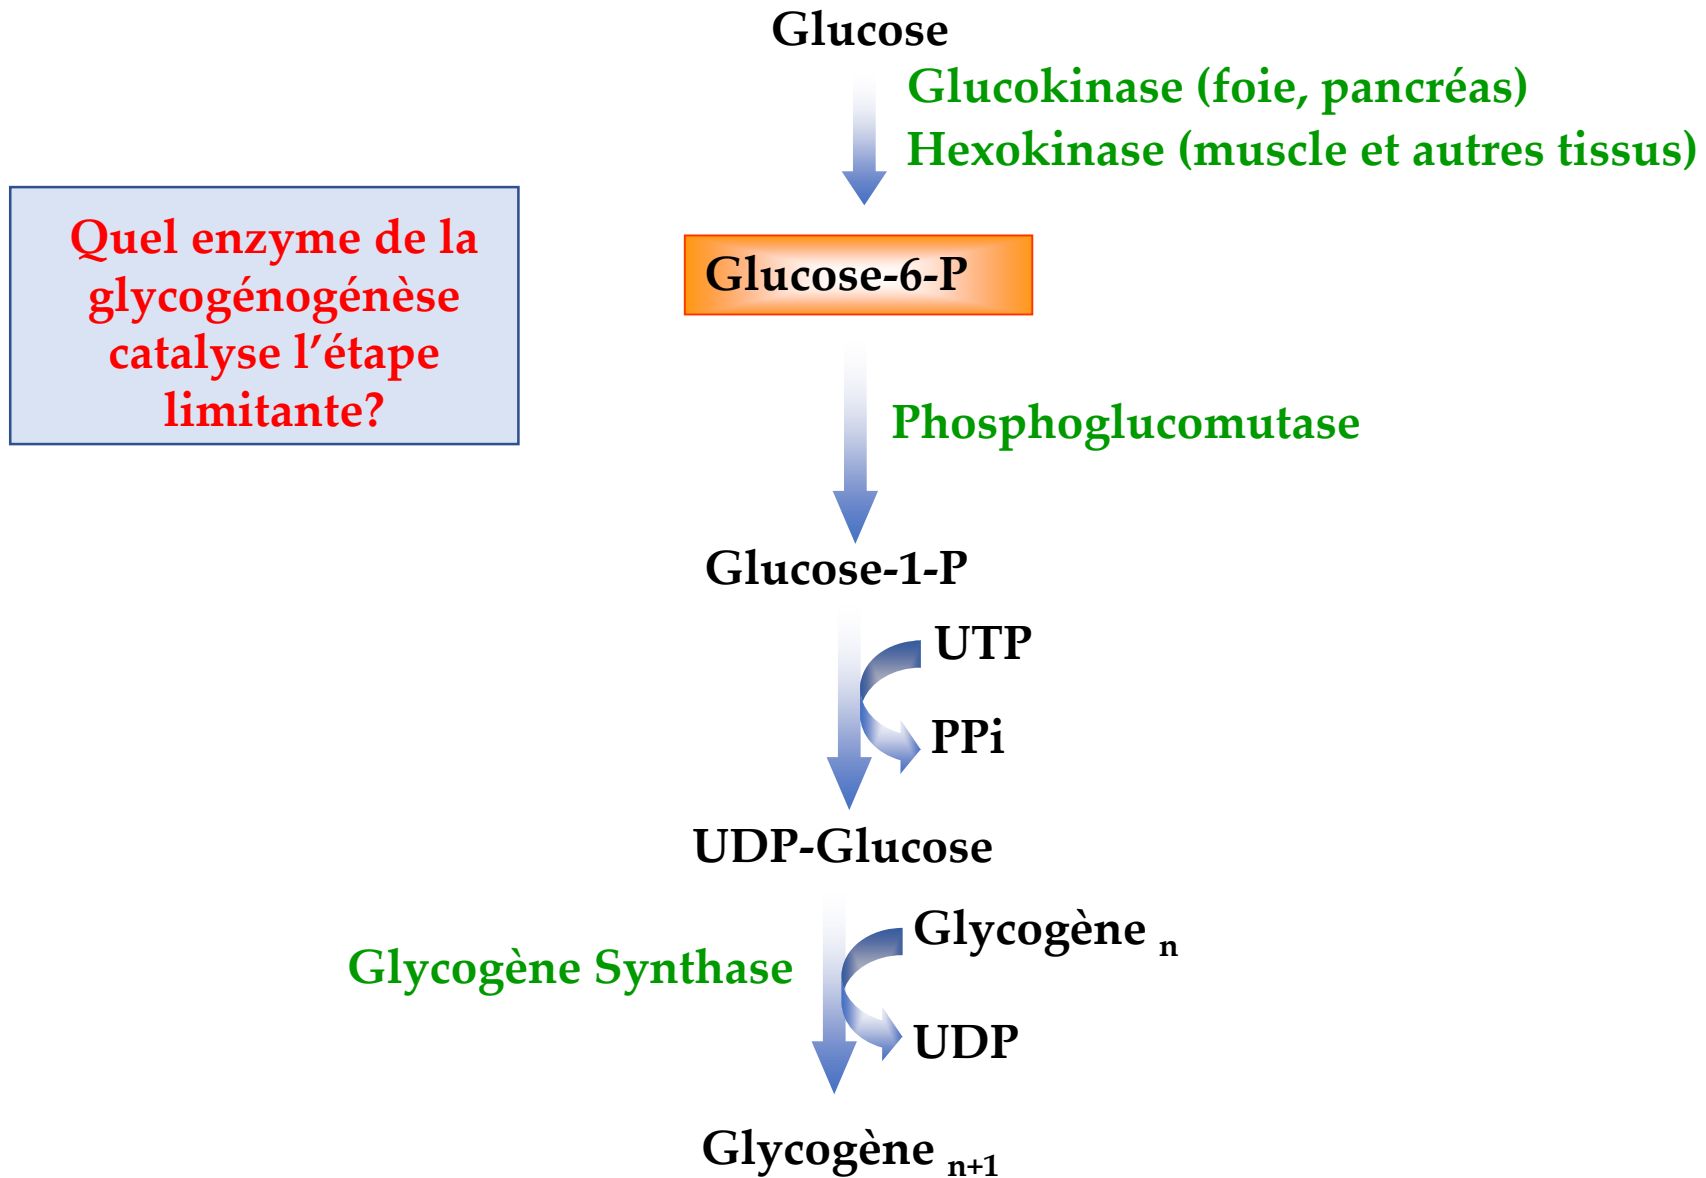 Glucose
Glucokinase (foie, pancréas)
Hexokinase (muscle et autres tissus)
Quel enzyme de la
glycogénogénèse
catalyse l’étape
limitante?
Glucose-6-P
Phosphoglucomutase
Glucose-1-P
UTP
PPi
UDP-Glucose
Glycogène n
Glycogène Synthase
UDP
Glycogène n+1